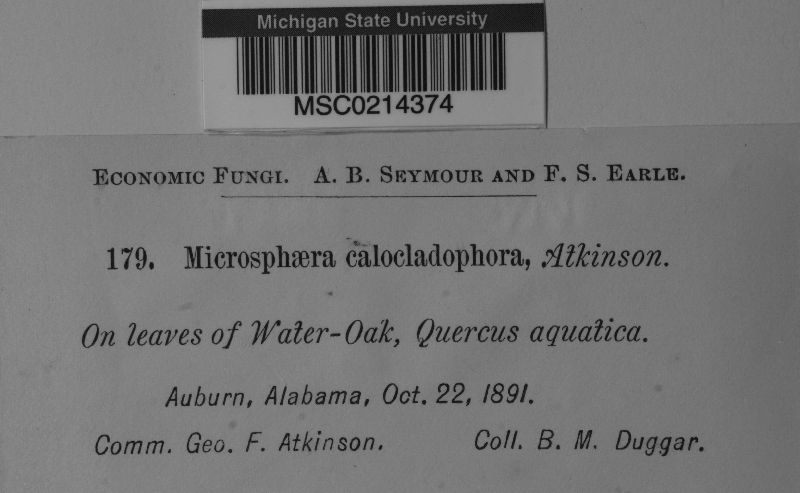 Michigan State University
MSC0214374
Economic Fungi. A. B. Seymour and F. S. Earle.
179. Microsphæra calocladophora, Atkinson.
On leaves of Water-Oak, Quercus aquatica.
Auburn, Alabama, Oct. 22, 1891.
Comm. Geo. F. Atkinson. Coll. B. M. Duggar.